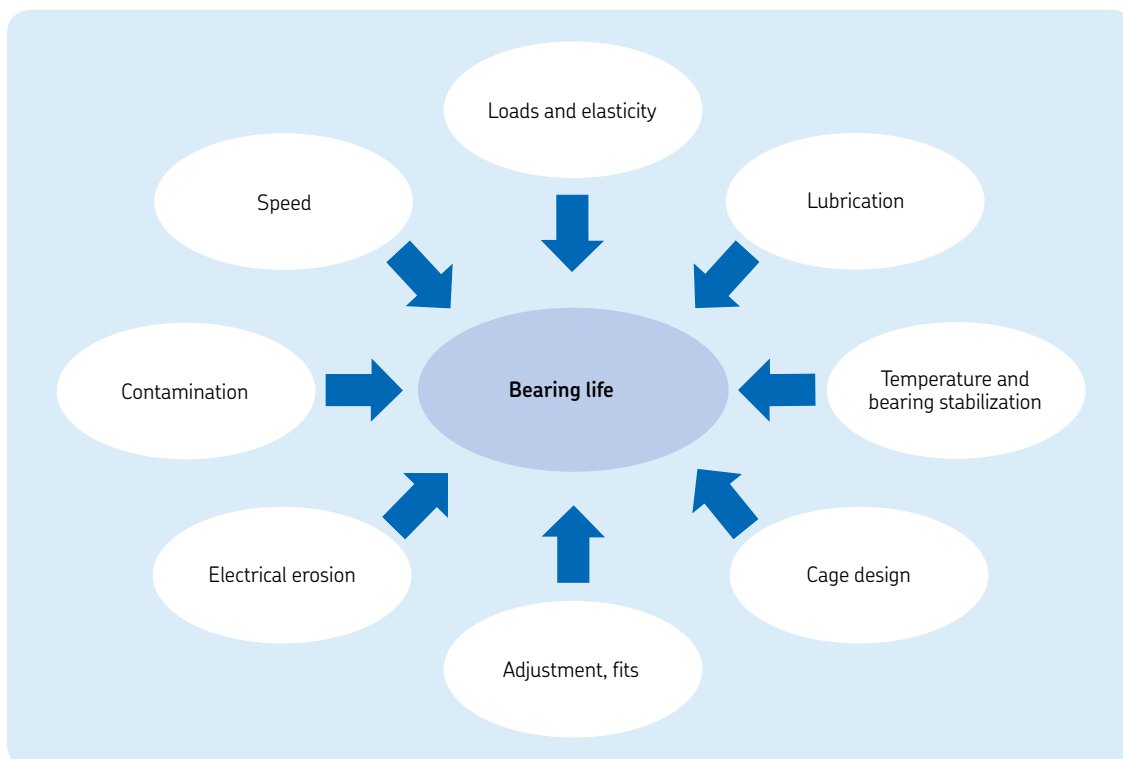 Loads and elasticity
Speed
Lubrication
Contamination
Bearing life
Temperature and
bearing stabilization
Electrical erosion
Cage design
Adjustment, fits